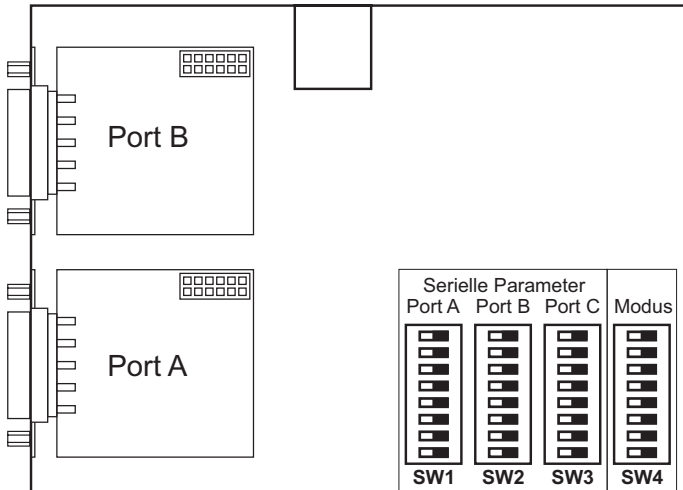 Port B
Port A
Serielle Parameter
Port A Port B Port C Modus
SW1 SW2 SW3 SW4